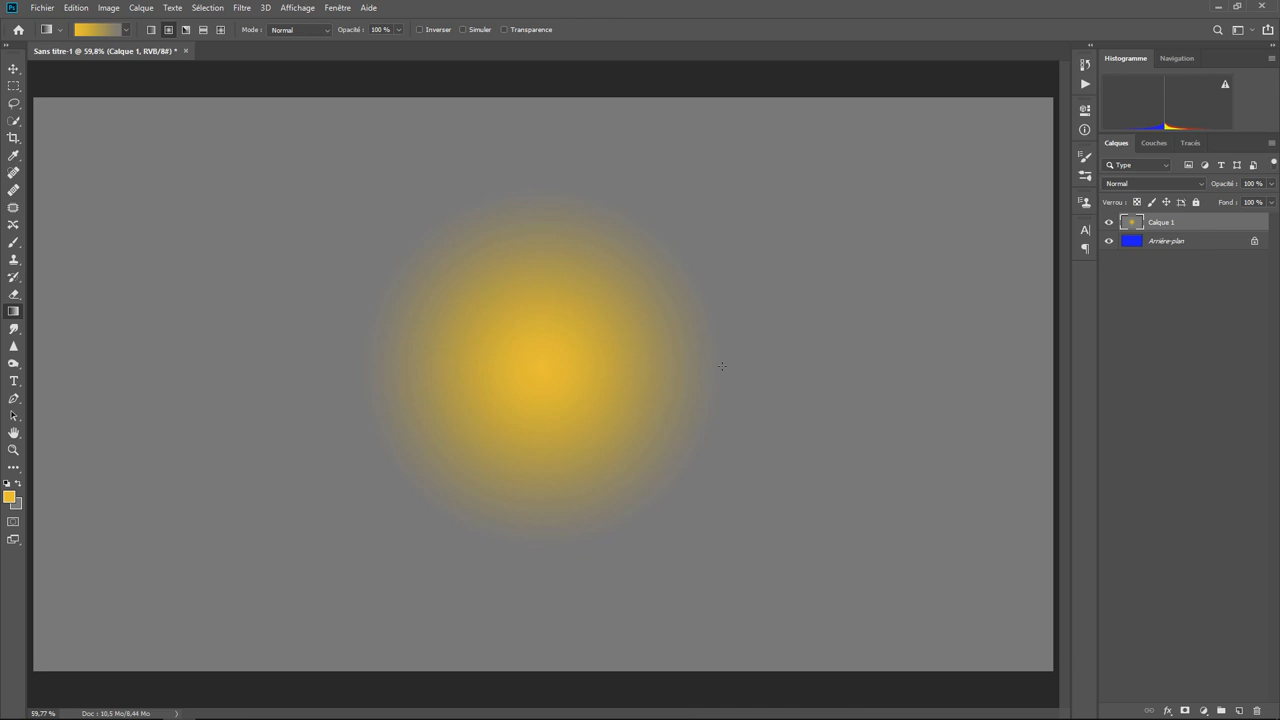 Ps Fichier Edition Image Calque Texte Sélection Filtre 3D Affichage Fenêtre Aide
Mode : Normal Opacité : 100 % Inverser Simuler Transparence
Sans titre-1 @ 59,8% (Calque 1, RVB/8#) * ×
Histogramme Navigation
Calques Couches Tracés
Type
Normal Opacité : 100 %
Verrou : Fond : 100 %
Calque 1
Arrière-plan
59,77 % Doc : 10,5 Mo/8,44 Mo